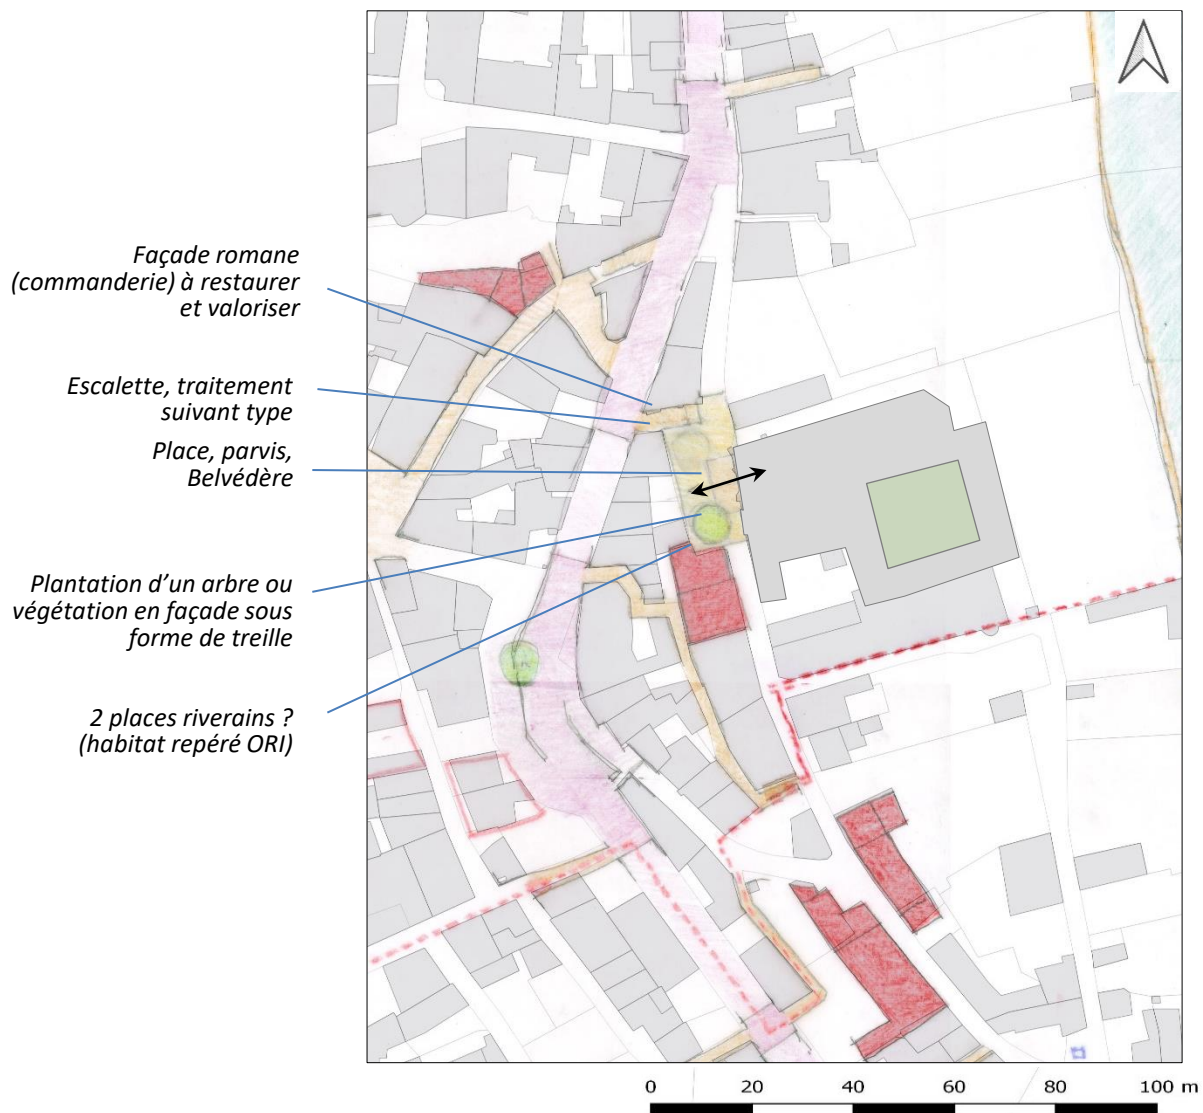 Façade romane
(commanderie) à restaurer
et valoriser
Escalette, traitement
suivant type
Place, parvis,
Belvédère
Plantation d’un arbre ou
végétation en façade sous
forme de treille
2 places riverains ?
(habitat repéré ORI)
0 20 40 60 80 100 m